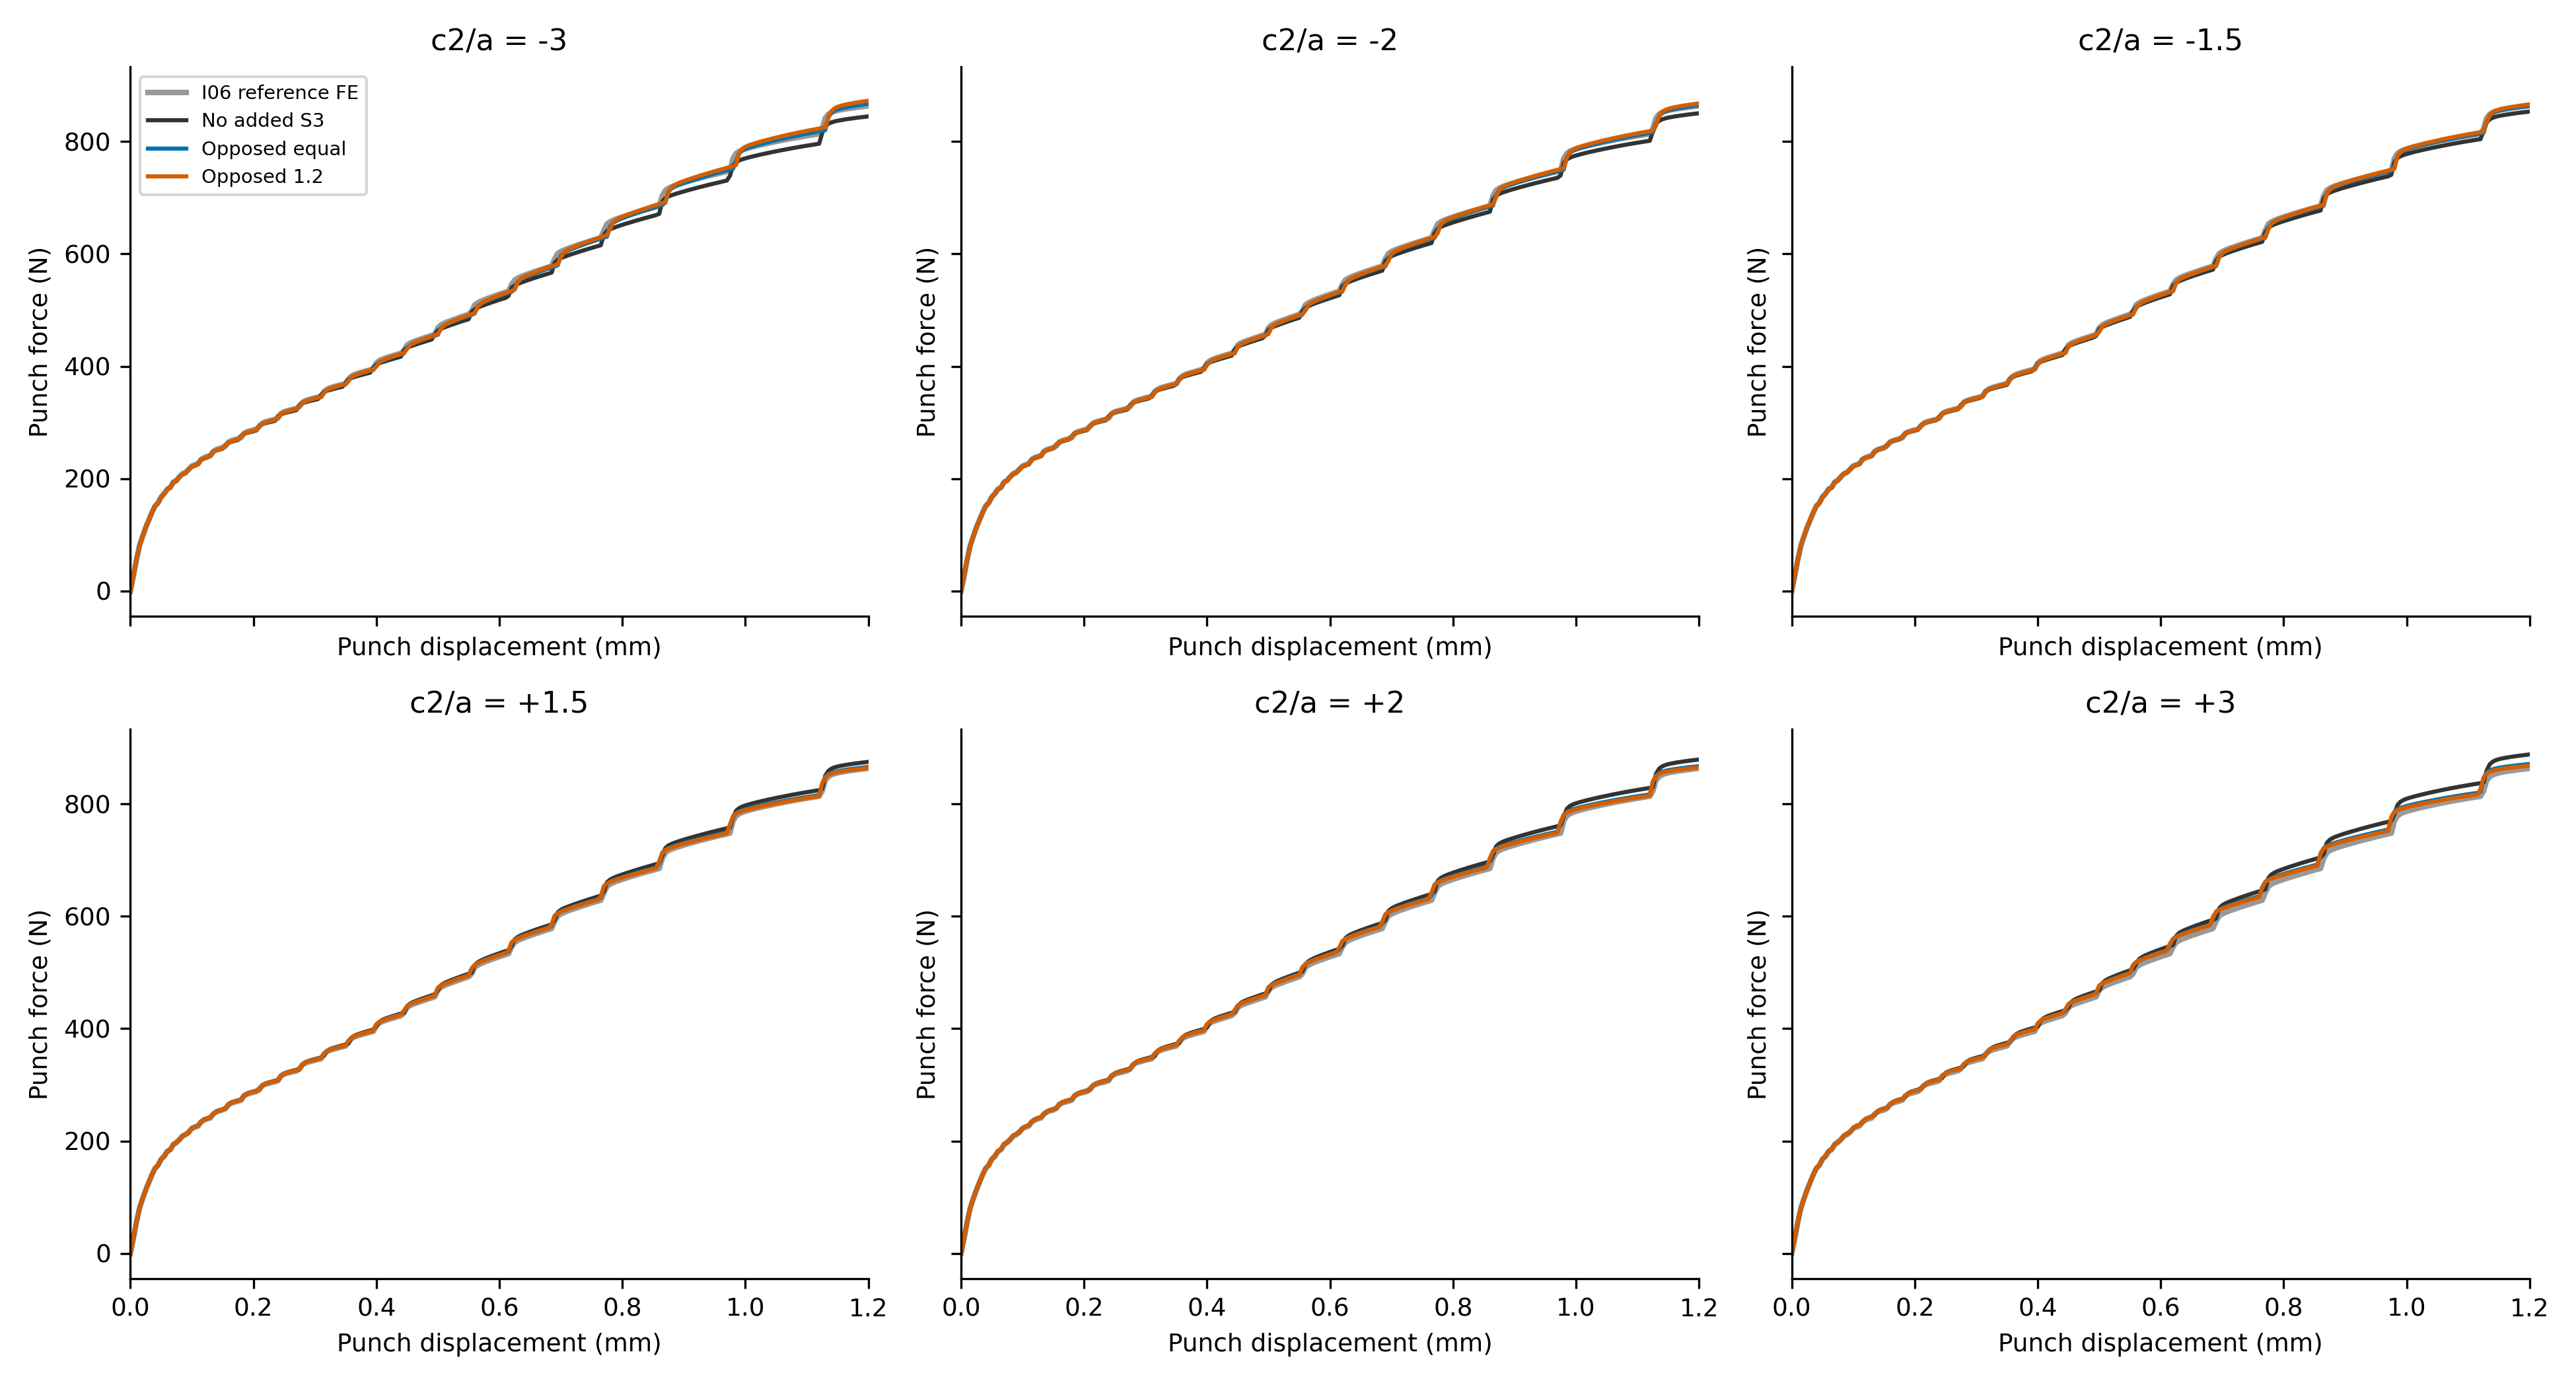 c2/a = -3
c2/a = -2
c2/a = -1.5
I06 reference FE
No added S3
Opposed equal
Opposed 1.2
Punch force (N)
800
600
400
200
0
Punch displacement (mm)
Punch force (N)
Punch displacement (mm)
Punch force (N)
Punch displacement (mm)
c2/a = +1.5
c2/a = +2
c2/a = +3
Punch force (N)
800
600
400
200
0
0.0 0.2 0.4 0.6 0.8 1.0 1.2
Punch displacement (mm)
Punch force (N)
0.0 0.2 0.4 0.6 0.8 1.0 1.2
Punch displacement (mm)
Punch force (N)
0.0 0.2 0.4 0.6 0.8 1.0 1.2
Punch displacement (mm)